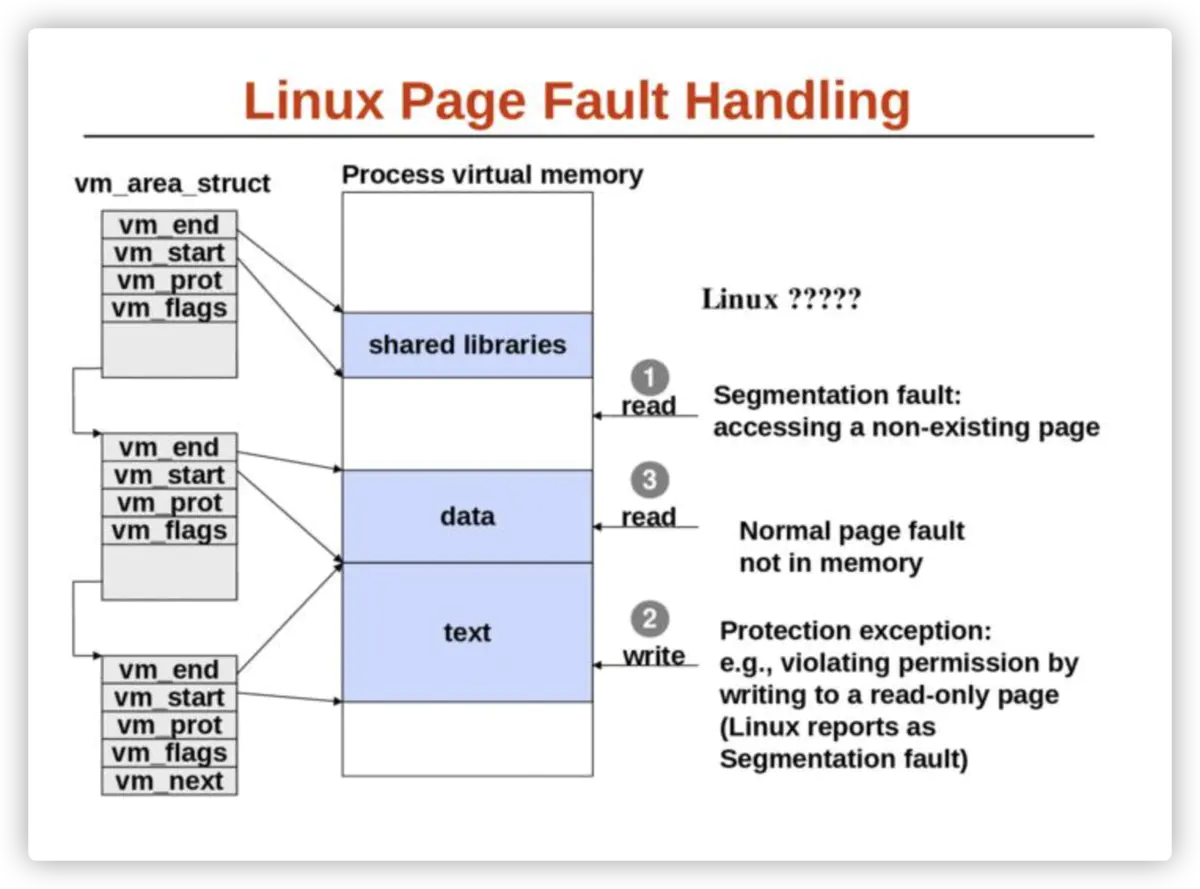 Linux Page Fault Handling
vm_area_struct
Process virtual memory
vm_end
vm_start
vm_prot
vm_flags
shared libraries
Linux ?????
1
read
Segmentation fault:
accessing a non-existing page
vm_end
vm_start
vm_prot
vm_flags
data
3
read
Normal page fault
not in memory
text
2
write
Protection exception:
e.g., violating permission by
writing to a read-only page
(Linux reports as
Segmentation fault)
vm_end
vm_start
vm_prot
vm_flags
vm_next